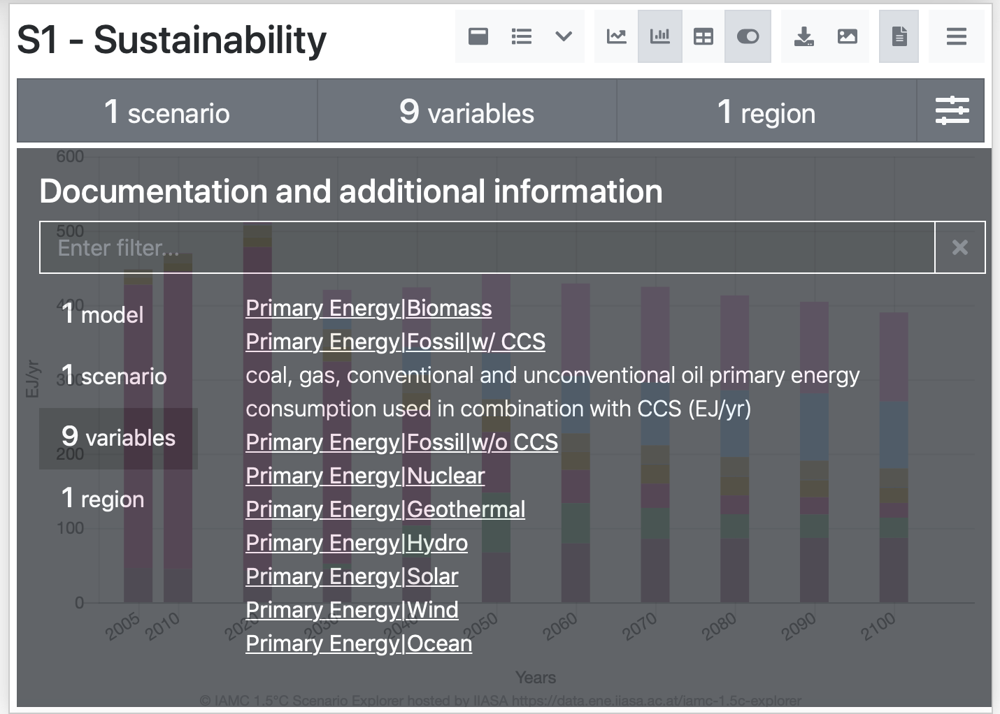 S1 - Sustainability
1 scenario
9 variables
1 region
600
Documentation and additional information
500
Enter filter...
400
1 model
Primary Energy|Biomass
Primary Energy|Fossil|w/ CCS
EJ/yr
300
1 scenario
coal, gas, conventional and unconventional oil primary energy
consumption used in combination with CCS (EJ/yr)
9 variables
Primary Energy|Fossil|w/o CCS
200
Primary Energy|Nuclear
1 region
Primary Energy|Geothermal
100
Primary Energy|Hydro
Primary Energy|Solar
0
Primary Energy|Wind
2005 2010 2020 2030 2040 2050 2060 2070 2080 2090 2100
Primary Energy|Ocean
Years
© IAMC 1.5°C Scenario Explorer hosted by IIASA https://data.ene.iiasa.ac.at/iamc-1.5c-explorer